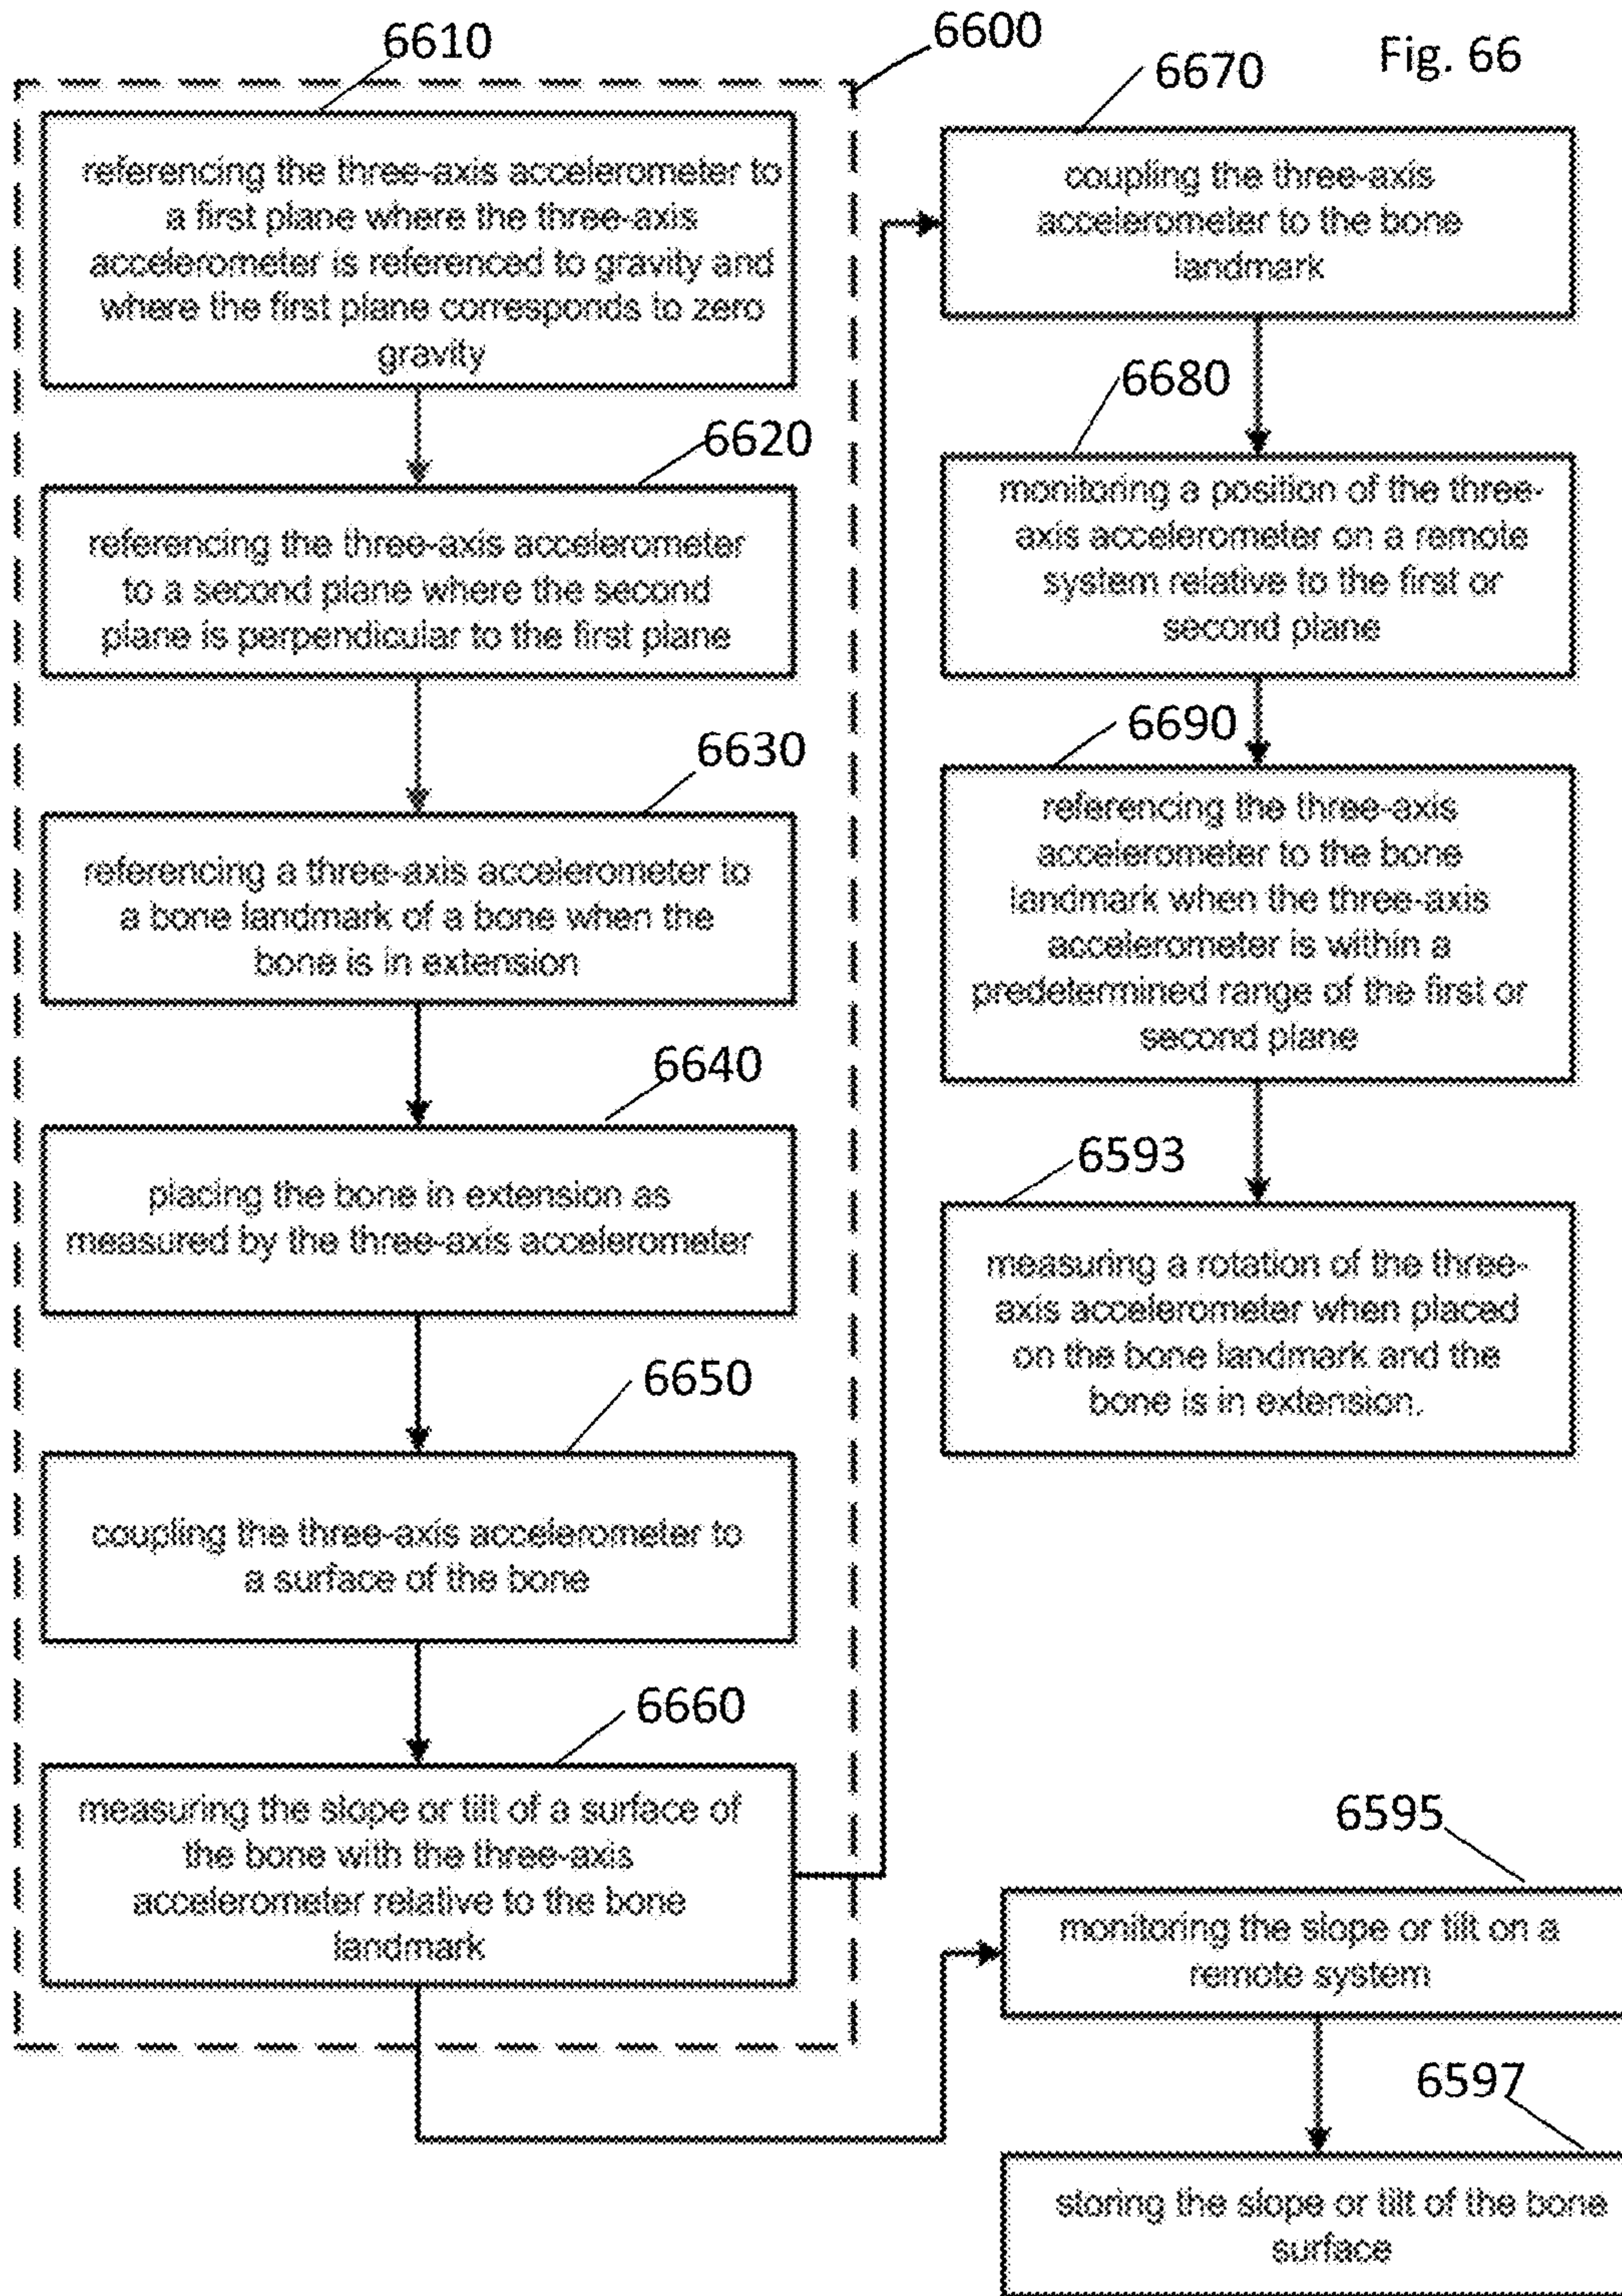 6610
6600
Fig. 66
referencing the three-axis accelerometer to
a first plane where the three-axis
accelerometer is referenced to gravity and
where the first plane corresponds to zero
gravity
6620
referencing the three-axis accelerometer
to a second plane where the second
plane is perpendicular to the first plane
6630
referencing a three-axis accelerometer to
a bone landmark of a bone when the
bone is in extension
6640
placing the bone in extension as
measured by the three-axis accelerometer
6650
coupling the three-axis accelerometer to
a surface of the bone
6660
measuring the slope or tilt of a surface of
the bone with the three-axis
accelerometer relative to the bone
landmark
6670
coupling the three-axis
accelerometer to the bone
landmark
6680
monitoring a position of the three-
axis accelerometer on a remote
system relative to the first or
second plane
6690
referencing the three-axis
accelerometer to the bone
landmark when the three-axis
accelerometer is within a
predetermined range of the first or
second plane
6593
measuring a rotation of the three-
axis accelerometer when placed
on the bone landmark and the
bone is in extension.
6595
monitoring the slope or tilt on a
remote system
6597
storing the slope or tilt of the bone
surface